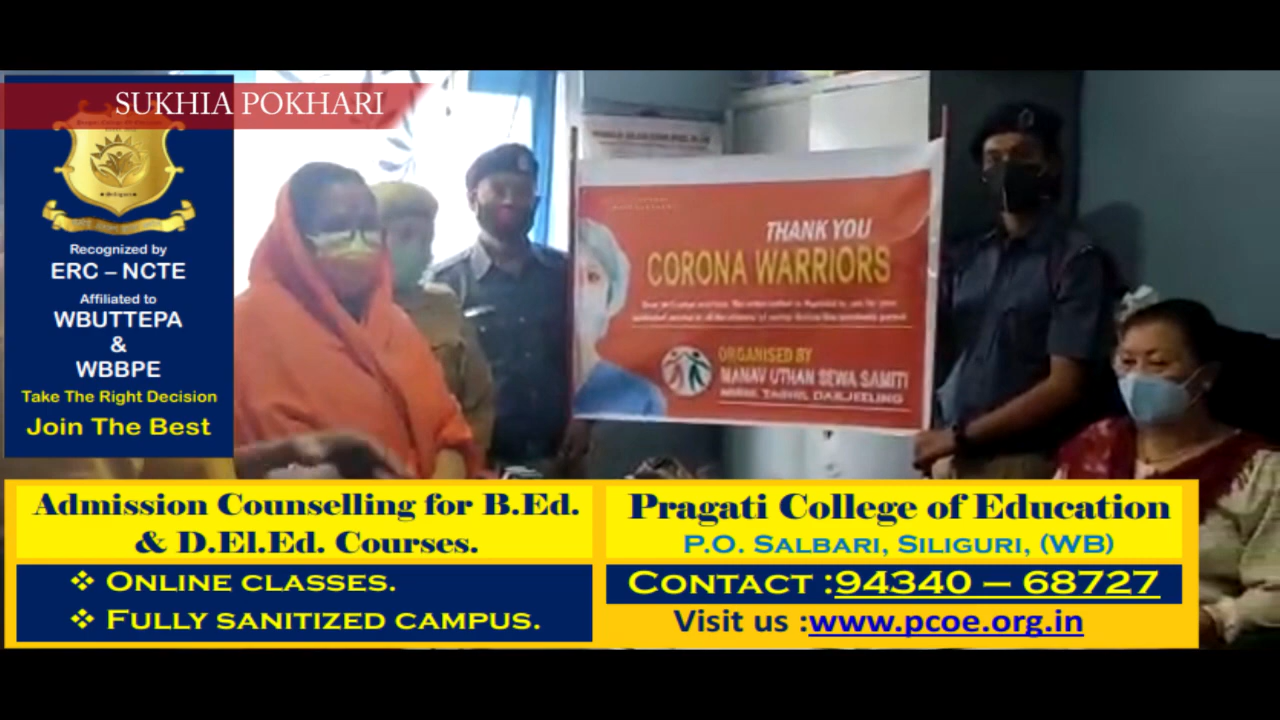 SUKHIA POKHARI
Recognized by
ERC – NCTE
Affiliated to
WBUTTEPA
&
WBBPE
Take The Right Decision
Join The Best
THANK YOU
CORONA WARRIORS
ORGANISED BY
MANAV UTHAN SEWA SAMITI
DARJEELING
Admission Counselling for B.Ed.
& D.El.Ed. Courses.
❖ ONLINE CLASSES.
❖ FULLY SANITIZED CAMPUS.
Pragati College of Education
P.O. SALBARI, SILIGURI, (WB)
CONTACT :94340 – 68727
Visit us :www.pcoe.org.in